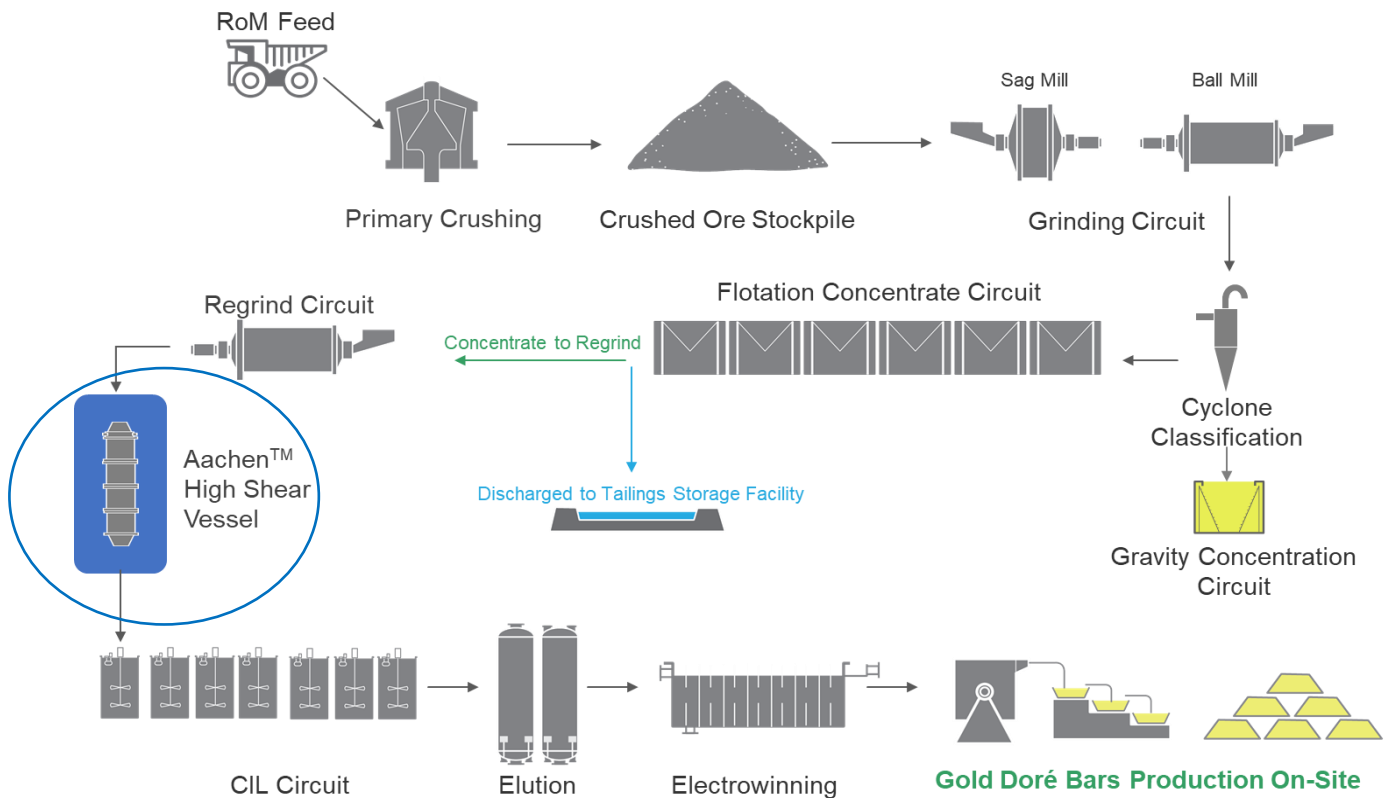 RoM Feed
Sag Mill
Ball Mill
Primary Crushing
Crushed Ore Stockpile
Grinding Circuit
Regrind Circuit
Flotation Concentrate Circuit
Concentrate to Regrind
Cyclone
Classification
Aachen™
High Shear
Vessel
Discharged to Tailings Storage Facility
Gravity Concentration
Circuit
CIL Circuit
Elution
Electrowinning
Gold Doré Bars Production On-Site